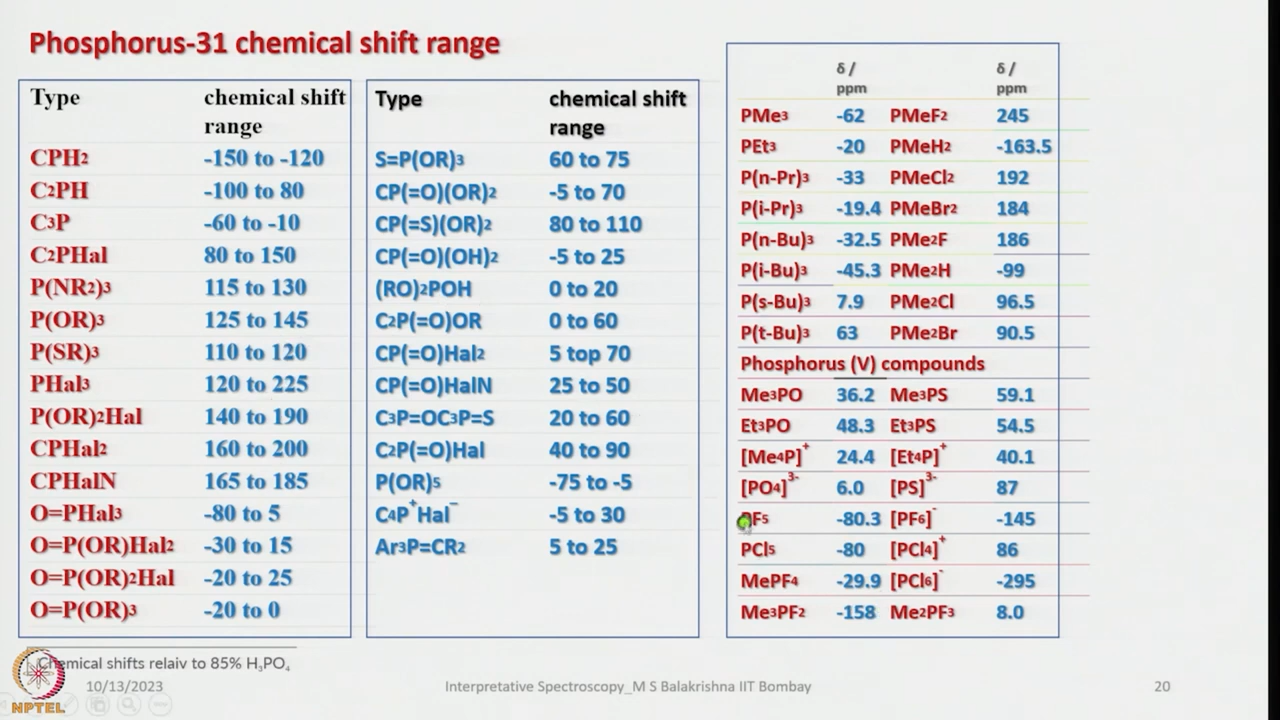 Phosphorus-31 chemical shift range
Type chemical shift range
CPH2 -150 to -120
C2PH -100 to 80
C3P -60 to -10
C2PHal 80 to 150
P(NR2)3 115 to 130
P(OR)3 125 to 145
P(SR)3 110 to 120
PHal3 120 to 225
P(OR)2Hal 140 to 190
CPHal2 160 to 200
CPHalN 165 to 185
O=PHal3 -80 to 5
O=P(OR)Hal2 -30 to 15
O=P(OR)2Hal -20 to 25
O=P(OR)3 -20 to 0
Type chemical shift range
S=P(OR)3 60 to 75
CP(=O)(OR)2 -5 to 70
CP(=S)(OR)2 80 to 110
CP(=O)(OH)2 -5 to 25
(RO)2POH 0 to 20
C2P(=O)OR 0 to 60
CP(=O)Hal2 5 top 70
CP(=O)HalN 25 to 50
C3P=OC3P=S 20 to 60
C2P(=O)Hal 40 to 90
P(OR)5 -75 to -5
C4P+Hal- -5 to 30
Ar3P=CR2 5 to 25
δ / ppm δ / ppm
PMe3 -62 PMeF2 245
PEt3 -20 PMeH2 -163.5
P(n-Pr)3 -33 PMeCl2 192
P(i-Pr)3 -19.4 PMeBr2 184
P(n-Bu)3 -32.5 PMe2F 186
P(i-Bu)3 -45.3 PMe2H -99
P(s-Bu)3 7.9 PMe2Cl 96.5
P(t-Bu)3 63 PMe2Br 90.5
Phosphorus (V) compounds
Me3PO 36.2 Me3PS 59.1
Et3PO 48.3 Et3PS 54.5
[Me4P]+ 24.4 [Et4P]+ 40.1
[PO4]3- 6.0 [PS]3- 87
PF5 -80.3 [PF6]- -145
PCl5 -80 [PCl4]+ 86
MePF4 -29.9 [PCl6]- -295
Me3PF2 -158 Me2PF3 8.0
Chemical shifts relaiv to 85% H3PO4
10/13/2023 Interpretative Spectroscopy_M S Balakrishna IIT Bombay 20
NPTEL